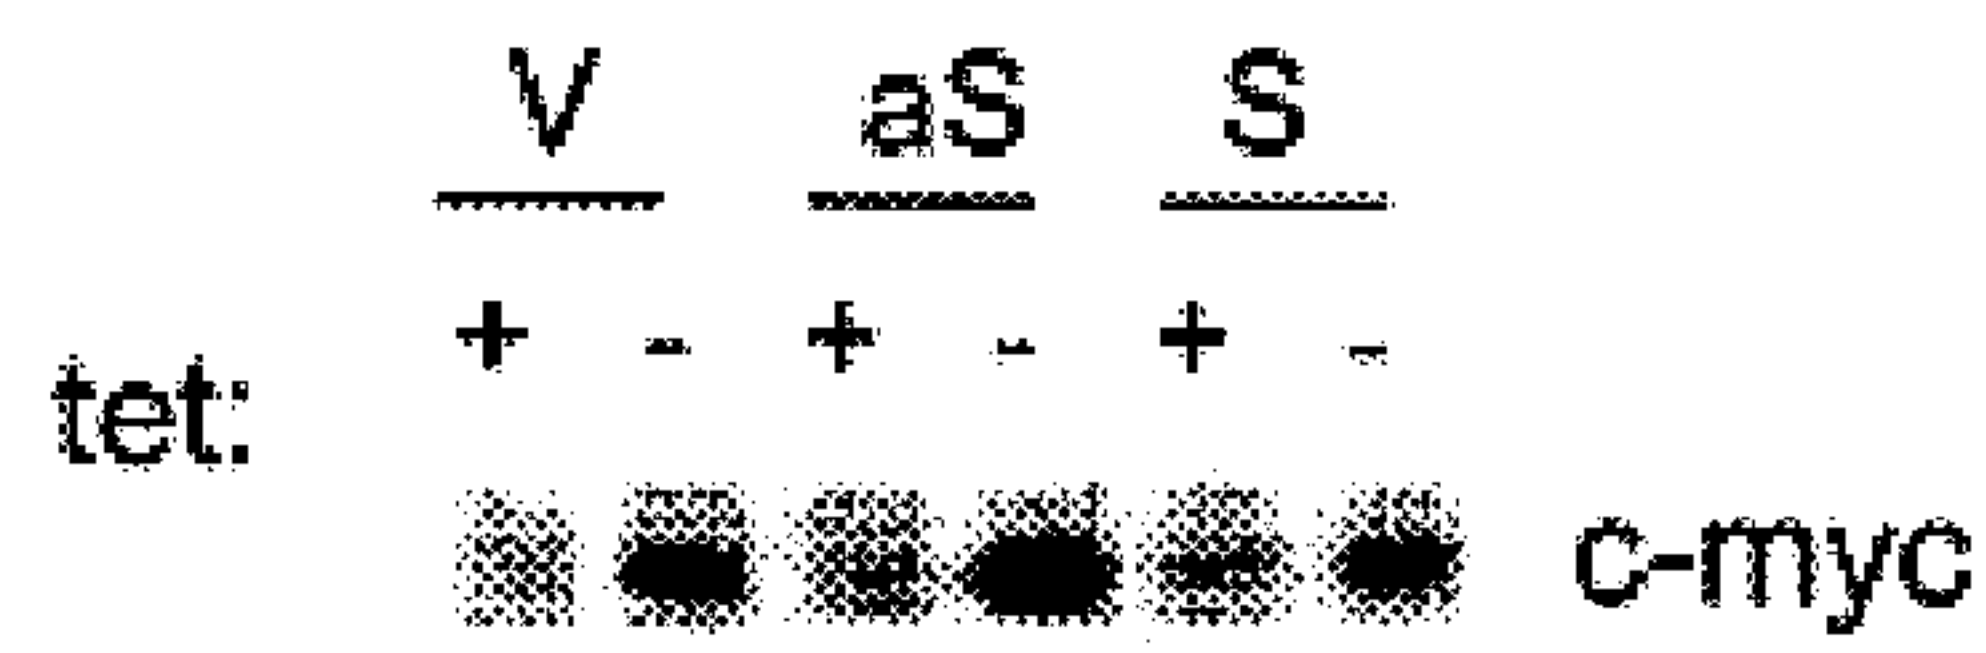 V aS S
+ - + - + -
tet:
c-myc